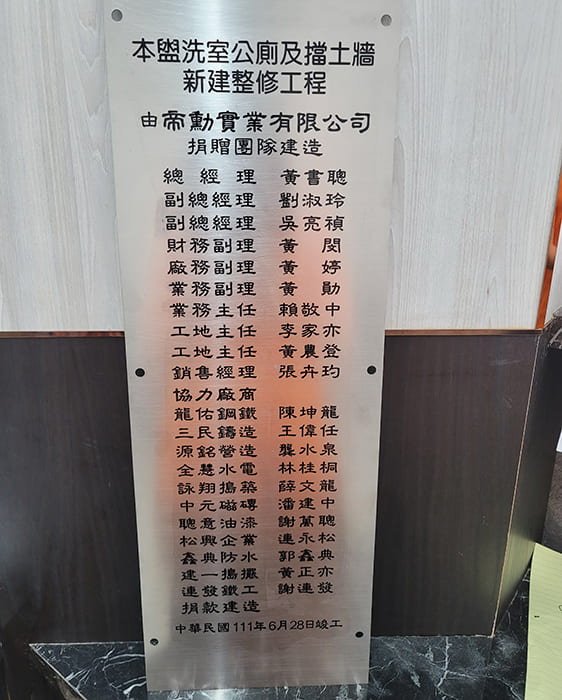 本盥洗室公廁及擋土牆
新建整修工程
由帝勳實業有限公司
捐贈團隊建造
總經理 黃書聰
副總經理 劉淑玲
副總經理 吳亮禎
財務副理 黃閔
廠務副理 黃婷
業務副理 黃勛
業務主任 賴敬中
工地主任 李家亦
工地主任 黃農登
銷售經理 張卉玓
協力廠商
龍佑鋼鐵 陳坤龍
三民鑄造 王偉任
源銘營造 龔水泉
全慧水電 林桂桐
詠翔搗築 薛文龍
中元磁磚 潘建中
聰意油漆 謝萬聰
松興企業 連永松
鑫典防水 郭鑫典
建一搗擺 黃正亦
連發鐵工 謝連發
捐款建造
中華民國111年6月28日竣工